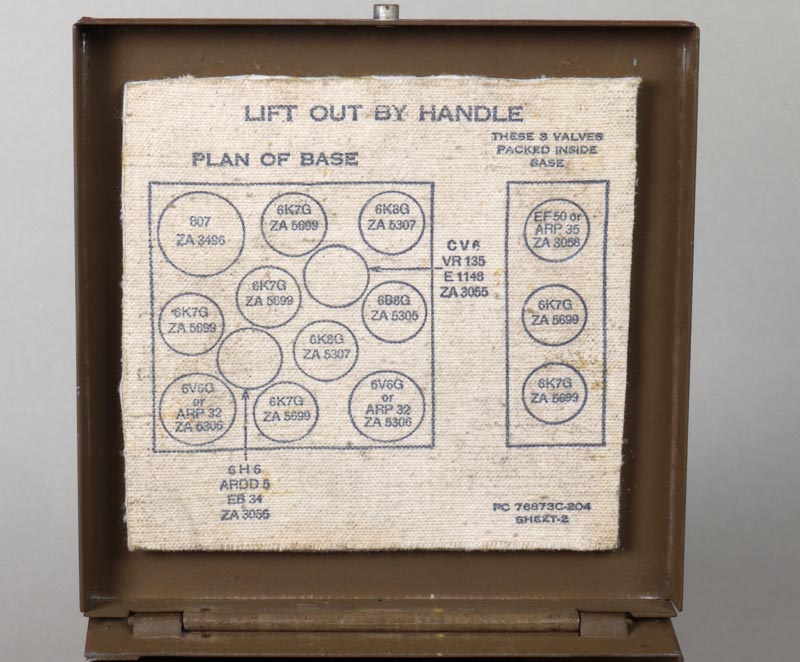 LIFT OUT BY HANDLE
PLAN OF BASE
THESE 3 VALVES
PACKED INSIDE
BASE
807
ZA 3496
6K7G
ZA 5699
6K8G
ZA 5307
CV6
VR 135
E 1148
ZA 3055
6K7G
ZA 5699
6K7G
ZA 5699
6B8G
ZA 5305
6K8G
ZA 5307
6V6G
or
ARP 32
ZA 5306
6K7G
ZA 5699
6V6G
or
ARP 32
ZA 5306
6H6
ARDD 5
EB 34
ZA 3055
EF 50 or
ARP 35
ZA 3058
6K7G
ZA 5699
6K7G
ZA 5699
PC 76873C-204
SHEET-2